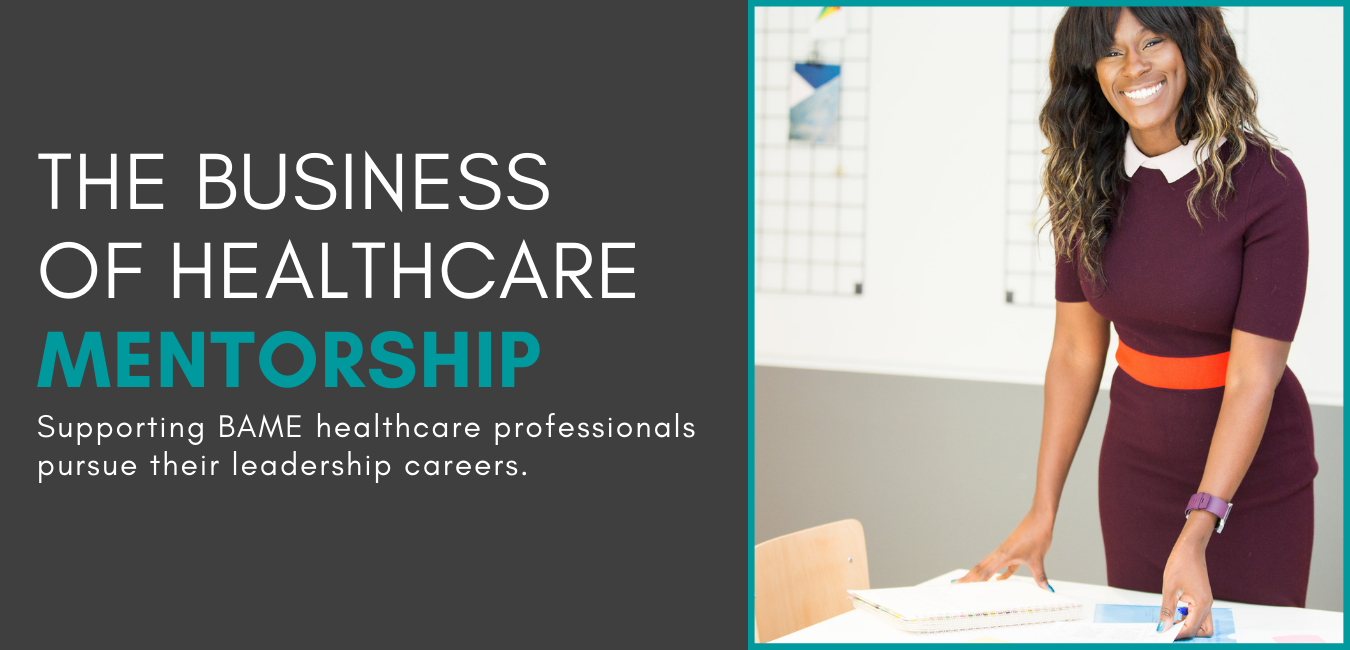 THE BUSINESS
OF HEALTHCARE
MENTORSHIP
Supporting BAME healthcare professionals
pursue their leadership careers.